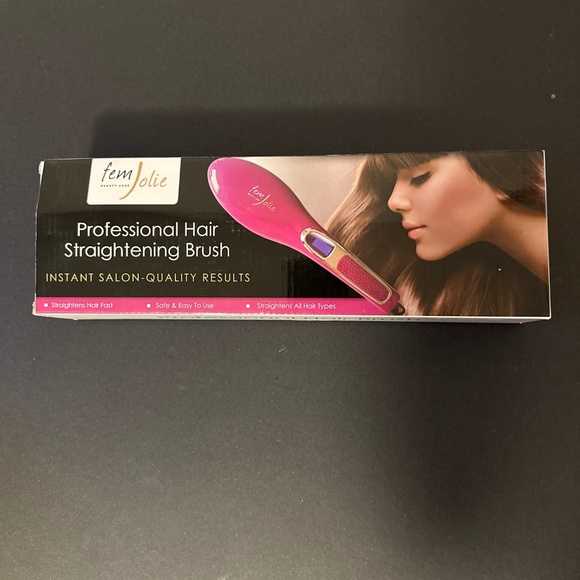 fem Jolie
BEAUTY CARE
Professional Hair
Straightening Brush
INSTANT SALON-QUALITY RESULTS
Straightens Hair Fast
Safe & Easy To Use
Straightens All Hair Types
fem Jolie